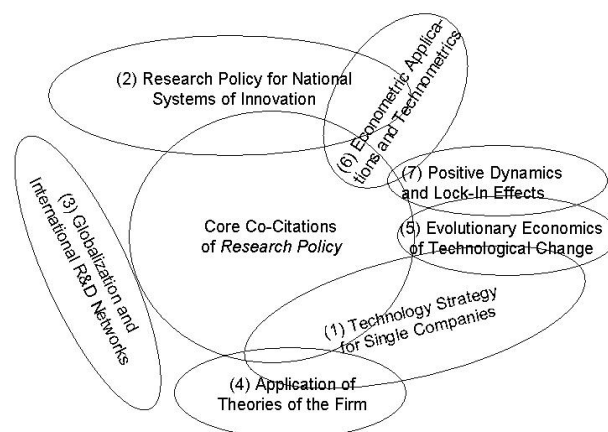 (2) Research Policy for National
Systems of Innovation
(6) Econometric Applica-
tions and Technometrics
(7) Positive Dynamics
and Lock-In Effects
(3) Globalization and
International R&D Networks
Core Co-Citations
of Research Policy
(5) Evolutionary Economics
of Technological Change
(1) Technology Strategy
for Single Companies
(4) Application of
Theories of the Firm